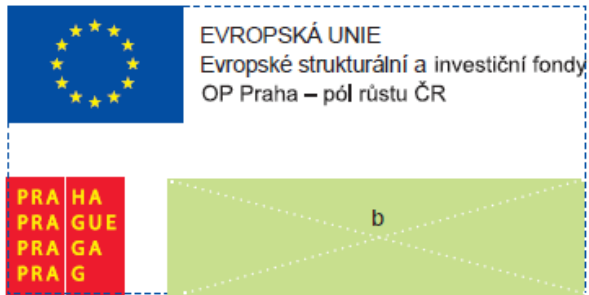 EVROPSKÁ UNIE
Evropské strukturální a investiční fondy
OP Praha – pól růstu ČR
PRA HA
PRA GUE
PRA GA
PRA G
b